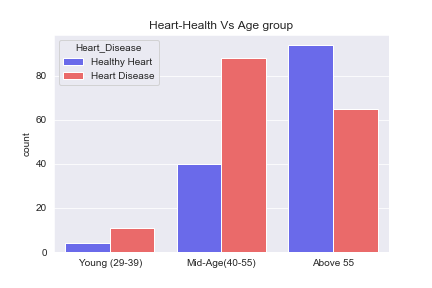 Heart-Health Vs Age group
Heart_Disease
Healthy Heart
Heart Disease
count
80
60
40
20
0
Young (29-39)
Mid-Age(40-55)
Above 55